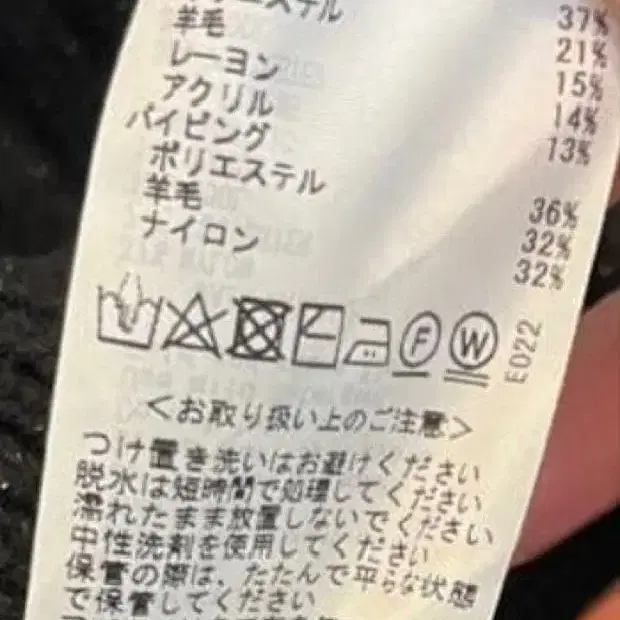 エステル 37%
羊毛 21%
レーヨン 15%
アクリル 14%
13%
パイピング
ポリエステル 36%
羊毛 32%
ナイロン 32%
F W E022
＜お取り扱い上のご注意＞
つけ置き洗いはお避けください
脱水は短時間で処理してください
濡れたまま放置しないでください
中性洗剤を使用してください
保管の際は、たたんで平らな状態
で保管してください